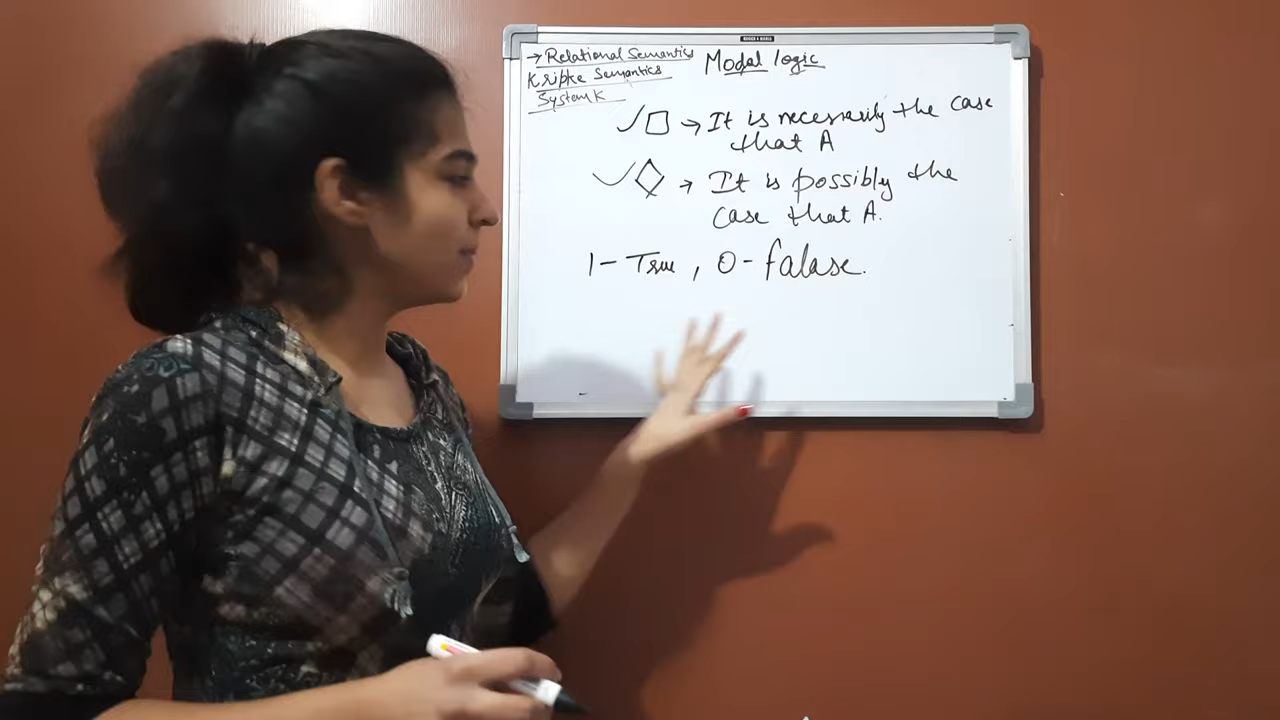 → Relational Semantics
Kripke Semantics
System K
Modal logic
✓□ → It is necessarily the case
that A
✓◇ → It is possibly the
case that A.
1 - True, 0 - falase.